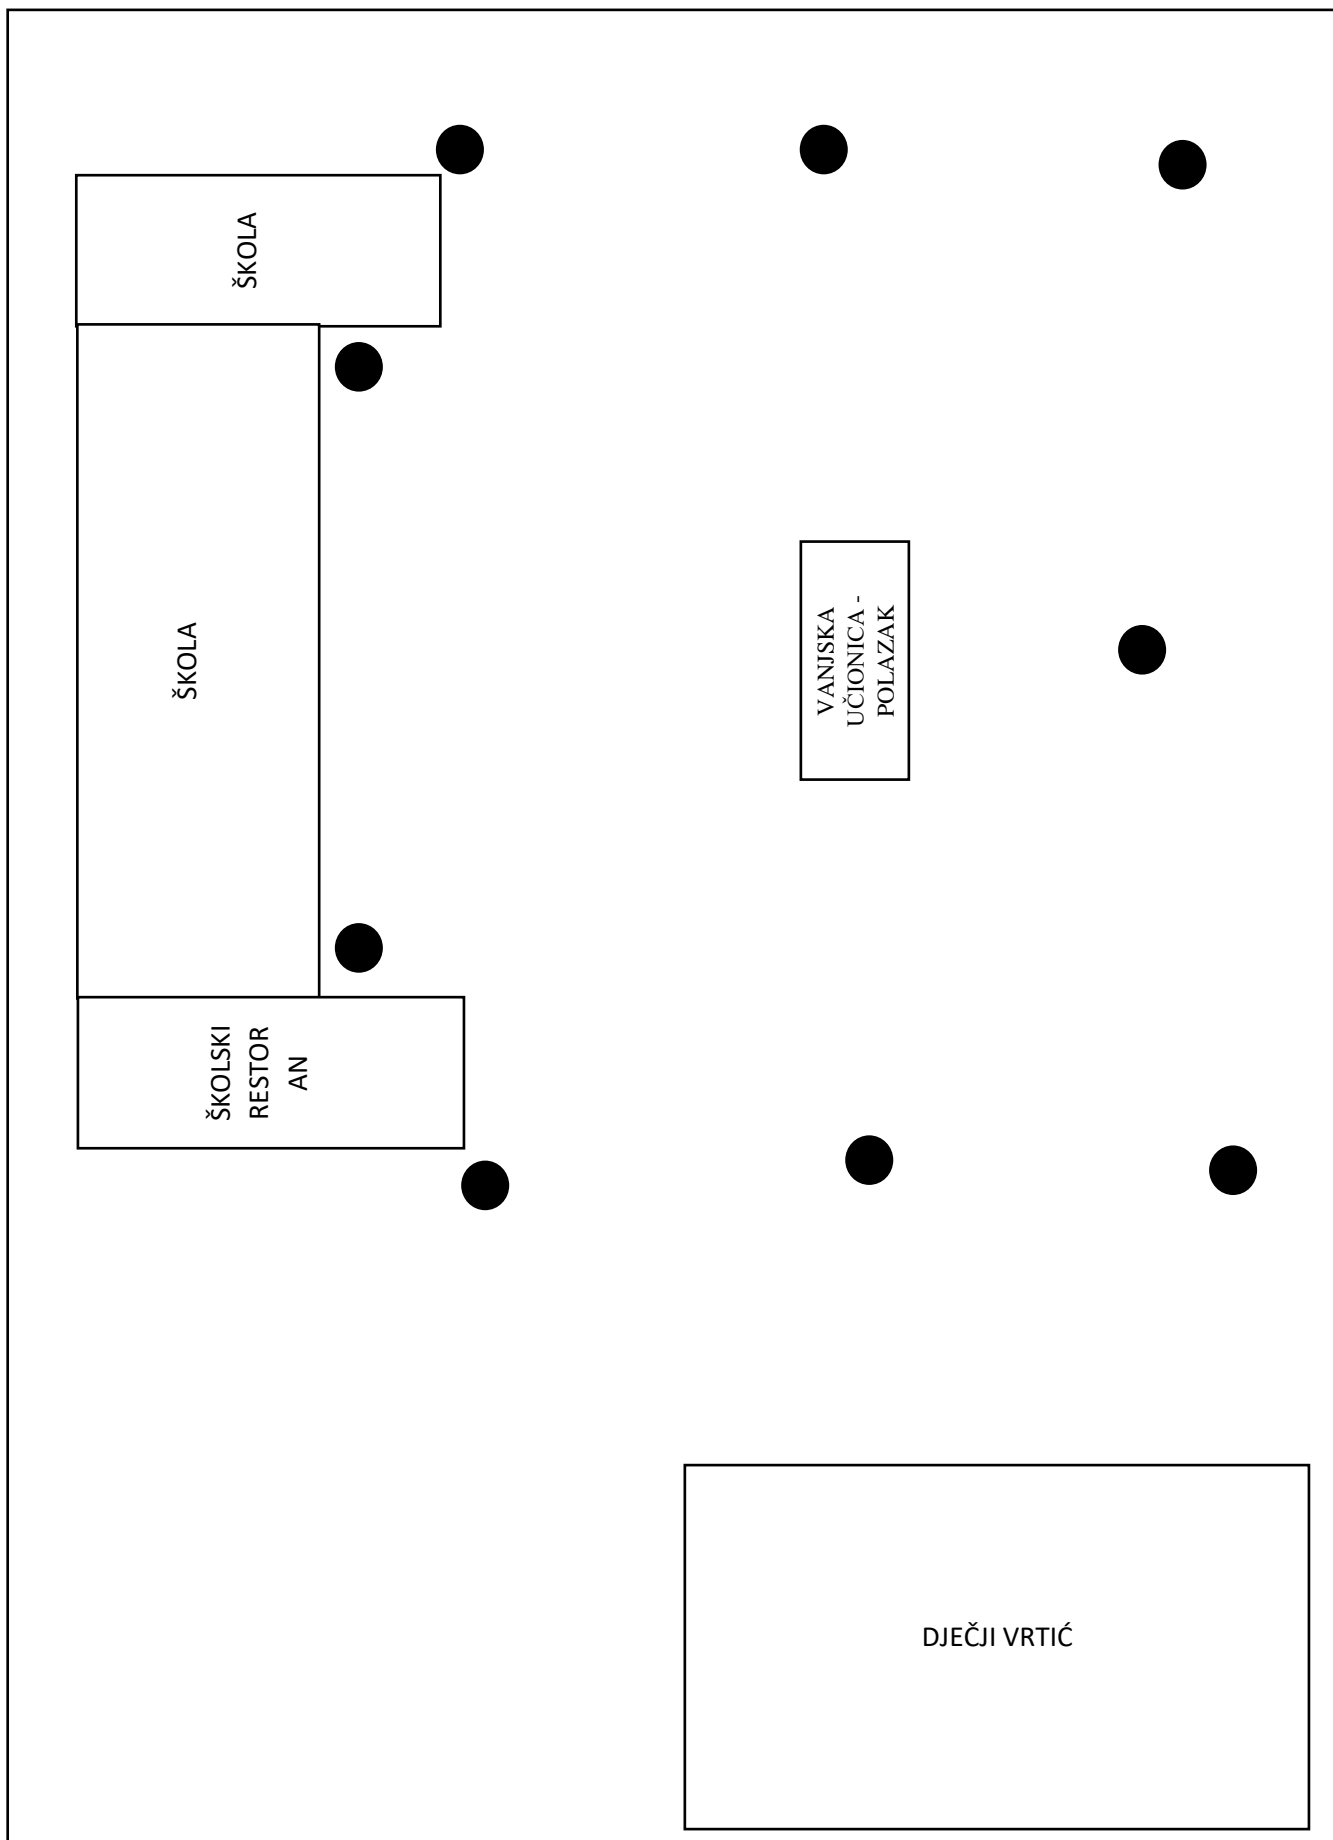 ŠKOLA
ŠKOLA
VANJSKA
UČIONICA -
POLAZAK
ŠKOLSKI
RESTOR
AN
DJEČJI VRTIĆ